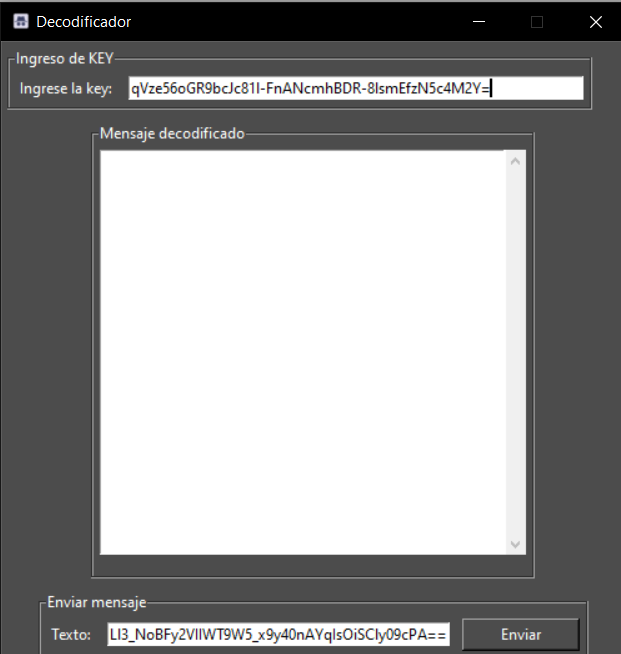 Decodificador
Ingreso de KEY
Ingrese la key: qVze56oGR9bcJc81I-FnANcmhBDR-8IsmEfzN5c4M2Y=
Mensaje decodificado
Enviar mensaje
Texto: LI3_NoBFy2VIIWT9W5_x9y40nAYqIsOiSCIy09cPA==
Enviar